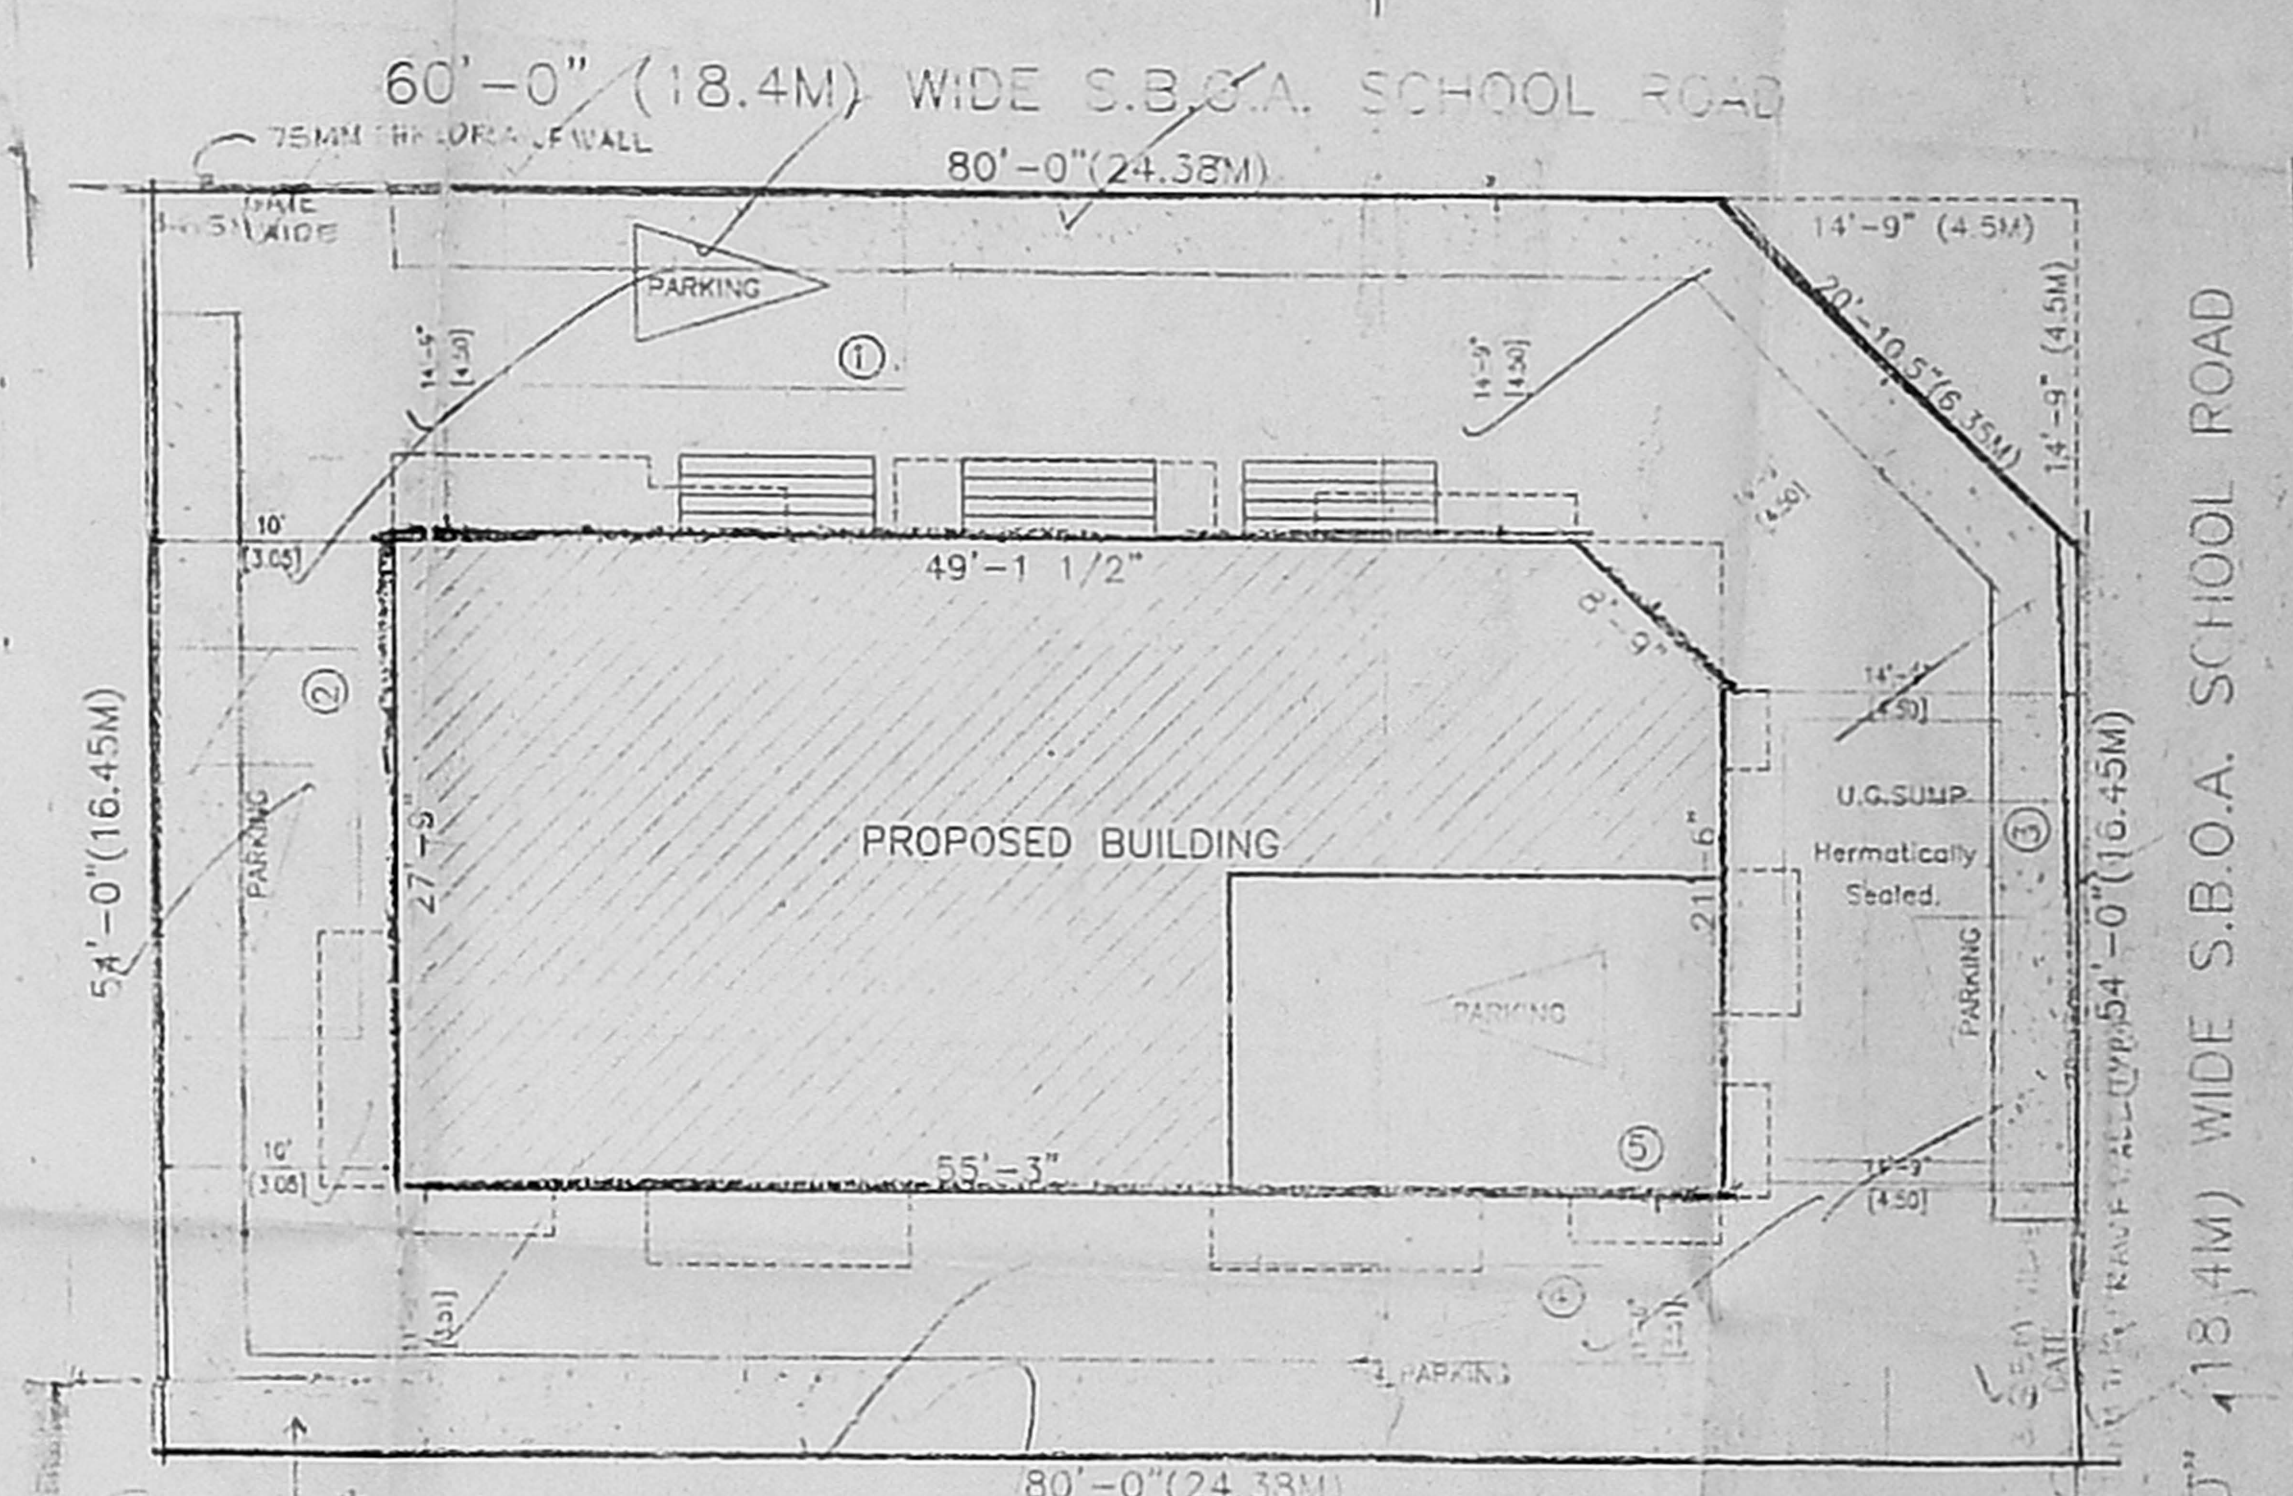 60'-0" (18.4M) WIDE S.B.O.A. SCHOOL ROAD
75MM WALL
80'-0"(24.38M)
GATE
WIDE
14'-9" (4.5M)
14'-9" (4.5M)
20'-10.5"(6.35M)
PARKING
1
14'-9"
[4.50]
14'-9"
[4.50]
[4.50]
10'
[3.05]
49'-1 1/2"
8'-9"
2
14'-9"
[4.50]
54'-0"(16.45M)
PARKING
27'-9"
PROPOSED BUILDING
21'-6"
U.G.SUMP
Hermatically
Sealed.
3
PARKING
54'-0"(16.45M)
PARKING
5
10'
[3.05]
55'-3"
[4.50]
4
PARKING
80'-0"(24.38M)
(18.4M) WIDE S.B.O.A. SCHOOL ROAD